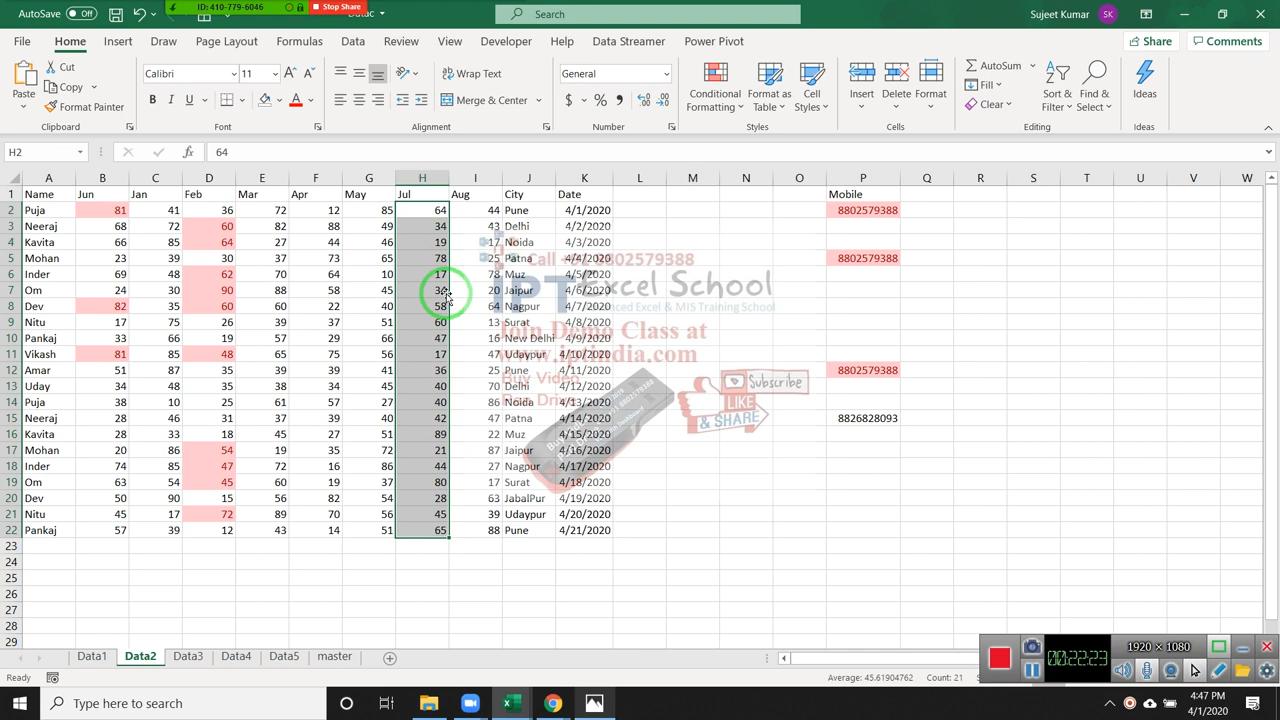 AutoSave Off
ID: 410-779-6046 Stop Share
Search
Sujeet Kumar SK
File Home Insert Draw Page Layout Formulas Data Review View Developer Help Data Streamer Power Pivot Share Comments
Paste Cut Copy Format Painter
Calibri 11
B I U
Wrap Text
Merge & Center
General
$ % ,
Conditional Formatting Format as Table Cell Styles
Insert Delete Format
AutoSum Fill Clear
Sort & Filter Find & Select
Ideas
Clipboard Font Alignment Number Styles Cells Editing Ideas
H2 fx 64
A B C D E F G H I J K L M N O P Q R S T U V W
1 Name Jun Jan Feb Mar Apr May Jul Aug City Date Mobile
2 Puja 81 41 36 72 12 85 64 44 Pune 4/1/2020 8802579388
3 Neeraj 68 72 60 82 88 49 34 43 Delhi 4/2/2020
4 Kavita 66 85 64 27 44 46 19 17 Noida 4/3/2020
5 Mohan 23 39 30 37 73 65 78 25 Patna 4/4/2020 8802579388
6 Inder 69 48 62 70 64 10 17 78 Muz 4/5/2020
7 Om 24 30 90 88 58 45 20 Jaipur 4/6/2020
8 Dev 82 35 60 60 22 40 58 64 Nagpur 4/7/2020
9 Nitu 17 75 26 39 37 51 60 13 Surat 4/8/2020
10 Pankaj 33 66 19 57 29 66 47 16 New Delhi 4/9/2020
11 Vikash 81 85 48 65 75 56 17 47 Udaypur 4/10/2020
12 Amar 51 87 35 39 39 41 36 25 Pune 4/11/2020 8802579388
13 Uday 34 48 35 38 34 45 40 70 Delhi 4/12/2020
14 Puja 38 10 25 61 57 27 40 86 Noida 4/13/2020
15 Neeraj 28 46 31 37 39 40 42 47 Patna 4/14/2020 8826828093
16 Kavita 28 33 18 45 27 51 89 22 Muz 4/15/2020
17 Mohan 20 86 54 19 35 72 21 87 Jaipur 4/16/2020
18 Inder 74 85 47 72 16 86 44 27 Nagpur 4/17/2020
19 Om 63 54 45 60 19 37 80 17 Surat 4/18/2020
20 Dev 50 90 15 56 82 54 28 63 JabalPur 4/19/2020
21 Nitu 45 17 72 89 70 56 45 39 Udaypur 4/20/2020
22 Pankaj 57 39 12 43 14 51 65 88 Pune 4/21/2020
23
24
25
26
27
28
29
Call +91 8802579388
IPT Excel School
Advanced Excel & MIS Training School
Join Demo Class at
www.iptindia.com
Buy Video
Pen Drive
Subscribe
LIKE
& SHARE
Data1 Data2 Data3 Data4 Data5 master
Ready Average: 45.61904762 Count: 21
1920 × 1080
00:22:23
Type here to search
4:47 PM
4/1/2020